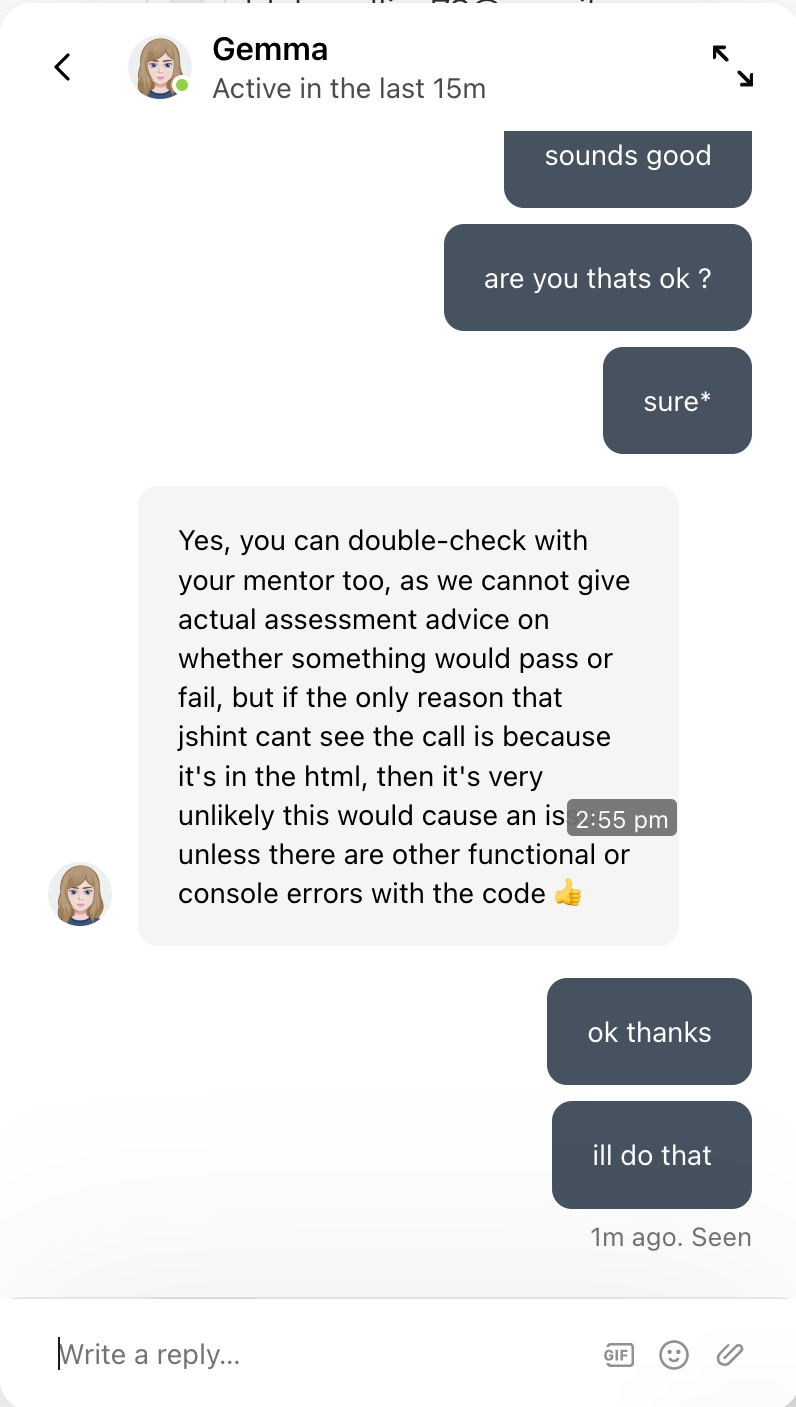 Gemma
Active in the last 15m
sounds good
are you thats ok ?
sure*
Yes, you can double-check with
your mentor too, as we cannot give
actual assessment advice on
whether something would pass or
fail, but if the only reason that
jshint cant see the call is because
it's in the html, then it's very
unlikely this would cause an
2:55 pm
unless there are other functional or
console errors with the code 👍
ok thanks
ill do that
1m ago. Seen
Write a reply...
GIF